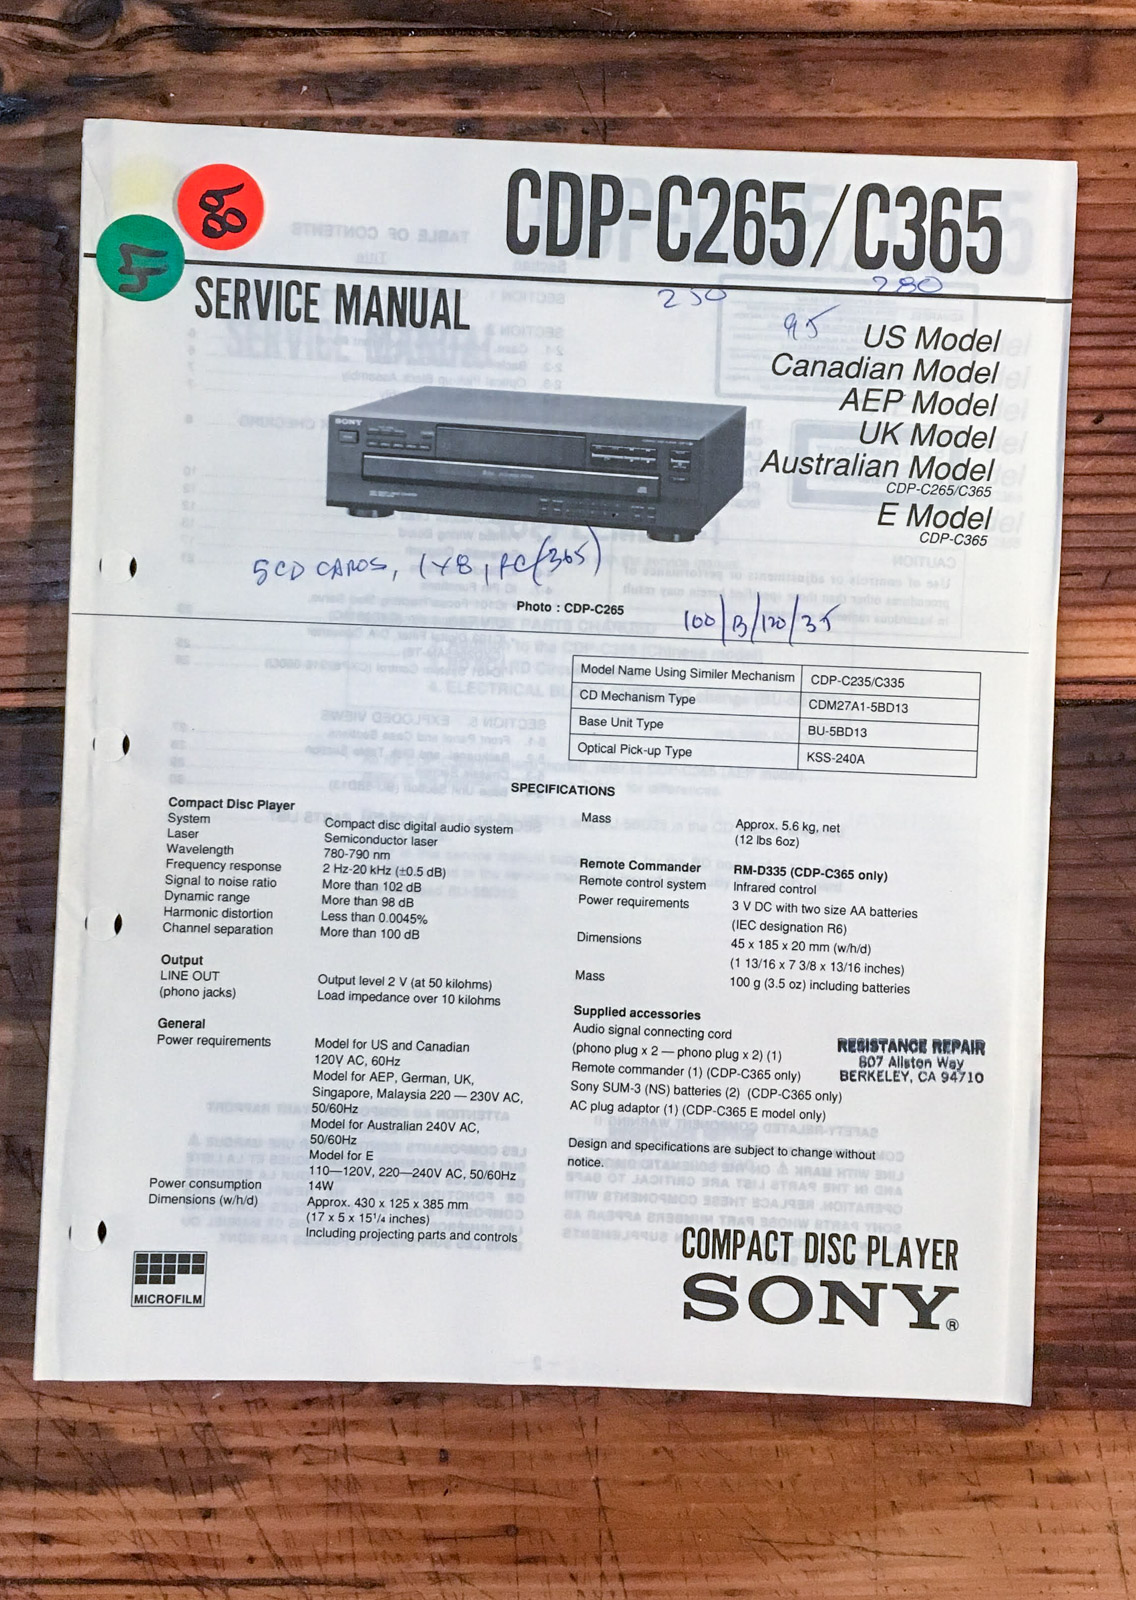 CDP-C265/C365
SERVICE MANUAL
250
280
95
US Model
Canadian Model
AEP Model
UK Model
Australian Model
CDP-C265/C365
E Model
CDP-C365
SONY
5 CD CAROS, 1 x 8, RC (365)
Photo : CDP-C265
100/B/120/35
Model Name Using Similer Mechanism CDP-C235/C335
CD Mechanism Type CDM27A1-5BD13
Base Unit Type BU-5BD13
Optical Pick-up Type KSS-240A
SPECIFICATIONS
Compact Disc Player
System Compact disc digital audio system
Laser Semiconductor laser
Wavelength 780-790 nm
Frequency response 2 Hz-20 kHz (±0.5 dB)
Signal to noise ratio More than 102 dB
Dynamic range More than 98 dB
Harmonic distortion Less than 0.0045%
Channel separation More than 100 dB
Output
LINE OUT Output level 2 V (at 50 kilohms)
(phono jacks) Load impedance over 10 kilohms
General
Power requirements Model for US and Canadian
120V AC, 60Hz
Model for AEP, German, UK,
Singapore, Malaysia 220 — 230V AC,
50/60Hz
Model for Australian 240V AC,
50/60Hz
Model for E
110—120V, 220—240V AC, 50/60Hz
Power consumption 14W
Dimensions (w/h/d) Approx. 430 x 125 x 385 mm
(17 x 5 x 15 1/4 inches)
Including projecting parts and controls
Mass Approx. 5.6 kg, net
(12 lbs 6oz)
Remote Commander RM-D335 (CDP-C365 only)
Remote control system Infrared control
Power requirements 3 V DC with two size AA batteries
(IEC designation R6)
Dimensions 45 x 185 x 20 mm (w/h/d)
(1 13/16 x 7 3/8 x 13/16 inches)
Mass 100 g (3.5 oz) including batteries
Supplied accessories
Audio signal connecting cord
(phono plug x 2 — phono plug x 2) (1)
Remote commander (1) (CDP-C365 only)
Sony SUM-3 (NS) batteries (2) (CDP-C365 only)
AC plug adaptor (1) (CDP-C365 E model only)
Design and specifications are subject to change without
notice.
RESISTANCE REPAIR
807 Allston Way
BERKELEY, CA 94710
MICROFILM
COMPACT DISC PLAYER
SONY®